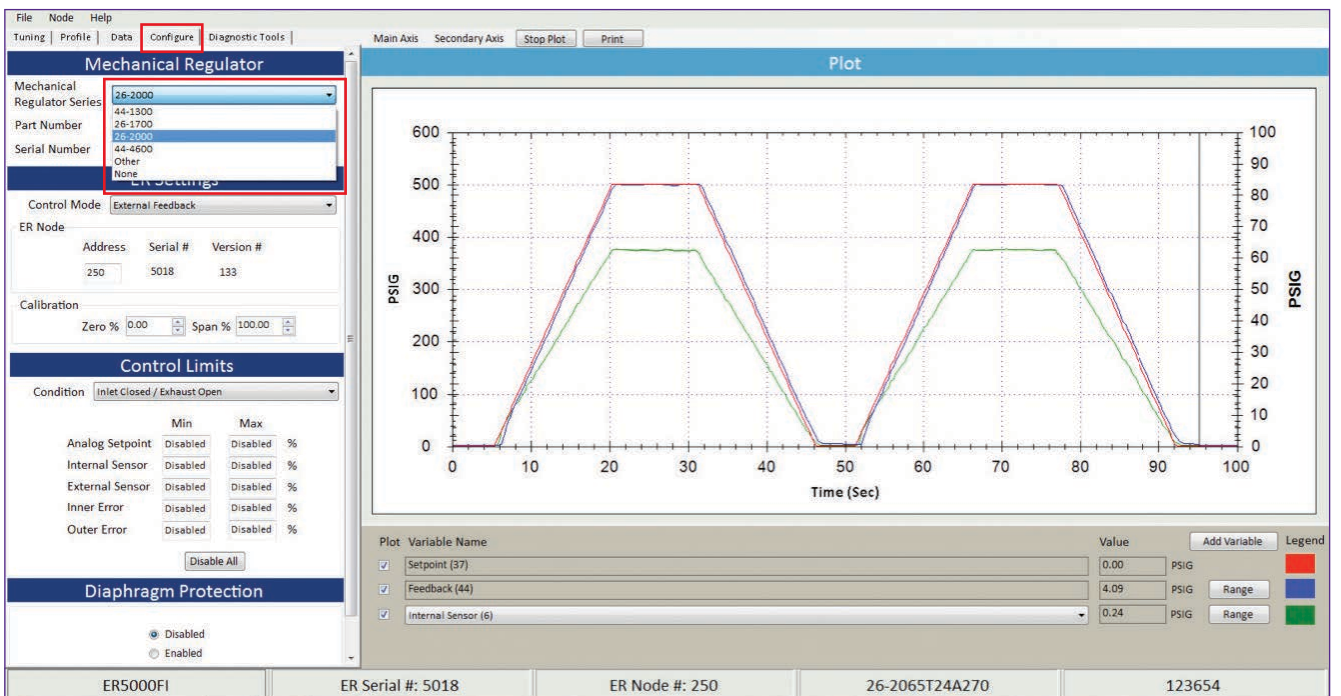 File Node Help
Tuning Profile Data Configure Diagnostic Tools
Mechanical Regulator
Mechanical
Regulator Series
26-2000
44-1300
Part Number
26-1700
26-2000
Serial Number
44-4600
Other
None
ER Settings
Control Mode External Feedback
ER Node
Address Serial # Version #
250 5018 133
Calibration
Zero % 0.00 Span % 100.00
Control Limits
Condition Inlet Closed / Exhaust Open
Min Max
Analog Setpoint Disabled Disabled %
Internal Sensor Disabled Disabled %
External Sensor Disabled Disabled %
Inner Error Disabled Disabled %
Outer Error Disabled Disabled %
Disable All
Diaphragm Protection
Disabled
Enabled
Main Axis Secondary Axis Stop Plot Print
Plot
600
500
400
300
200
100
0
PSIG
100
90
80
70
60
50
40
30
20
10
0
PSIG
0 10 20 30 40 50 60 70 80 90 100
Time (Sec)
Plot Variable Name Value Add Variable Legend
Setpoint (37) 0.00 PSIG
Feedback (44) 4.09 PSIG Range
Internal Sensor (6) 0.24 PSIG Range
ER5000FI ER Serial #: 5018 ER Node #: 250 26-2065T24A270 123654